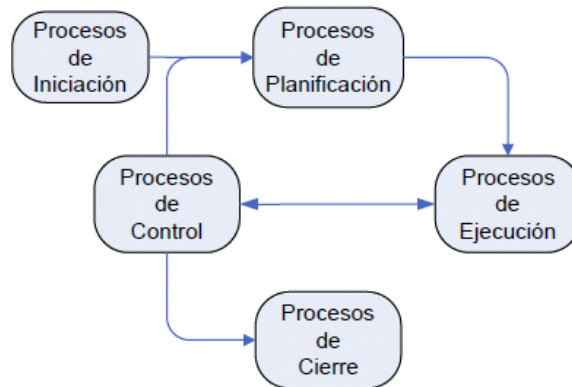 Procesos
de
Iniciación
Procesos
de
Planificación
Procesos
de
Control
Procesos
de
Ejecución
Procesos
de
Cierre